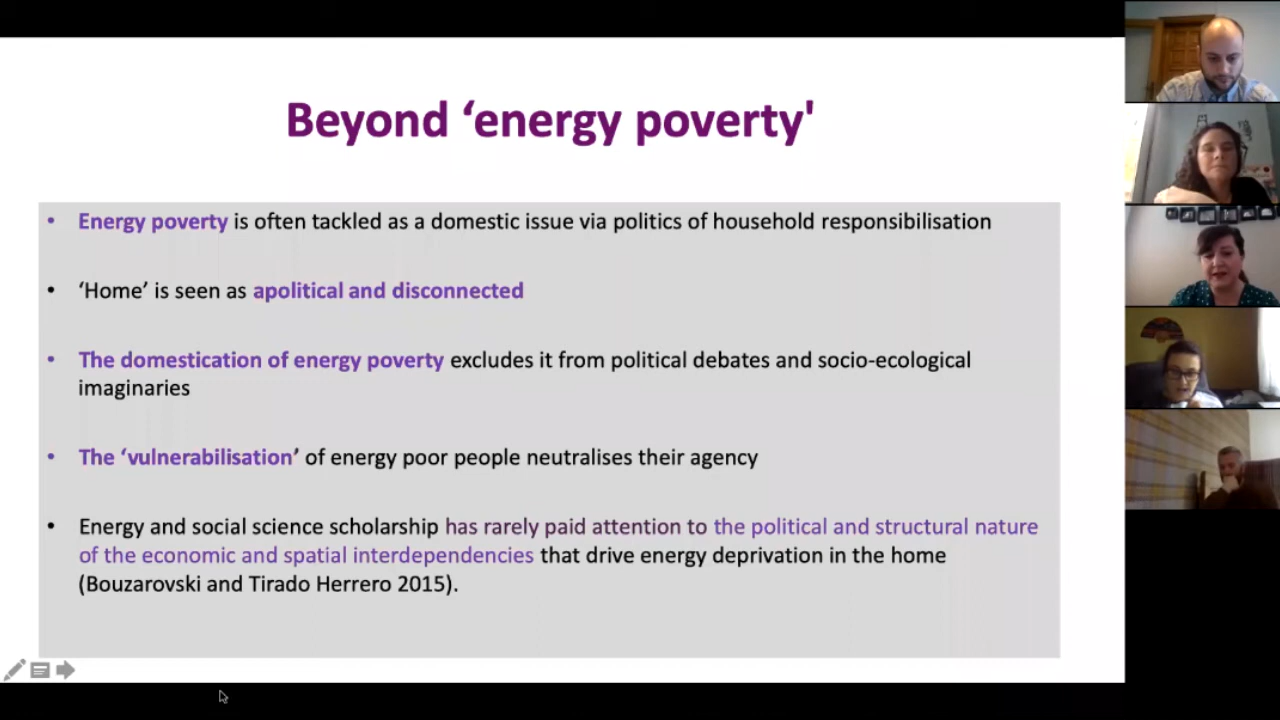 Beyond ‘energy poverty'
• Energy poverty is often tackled as a domestic issue via politics of household responsibilisation
• ‘Home’ is seen as apolitical and disconnected
• The domestication of energy poverty excludes it from political debates and socio-ecological
imaginaries
• The ‘vulnerabilisation’ of energy poor people neutralises their agency
• Energy and social science scholarship has rarely paid attention to the political and structural nature
of the economic and spatial interdependencies that drive energy deprivation in the home
(Bouzarovski and Tirado Herrero 2015).